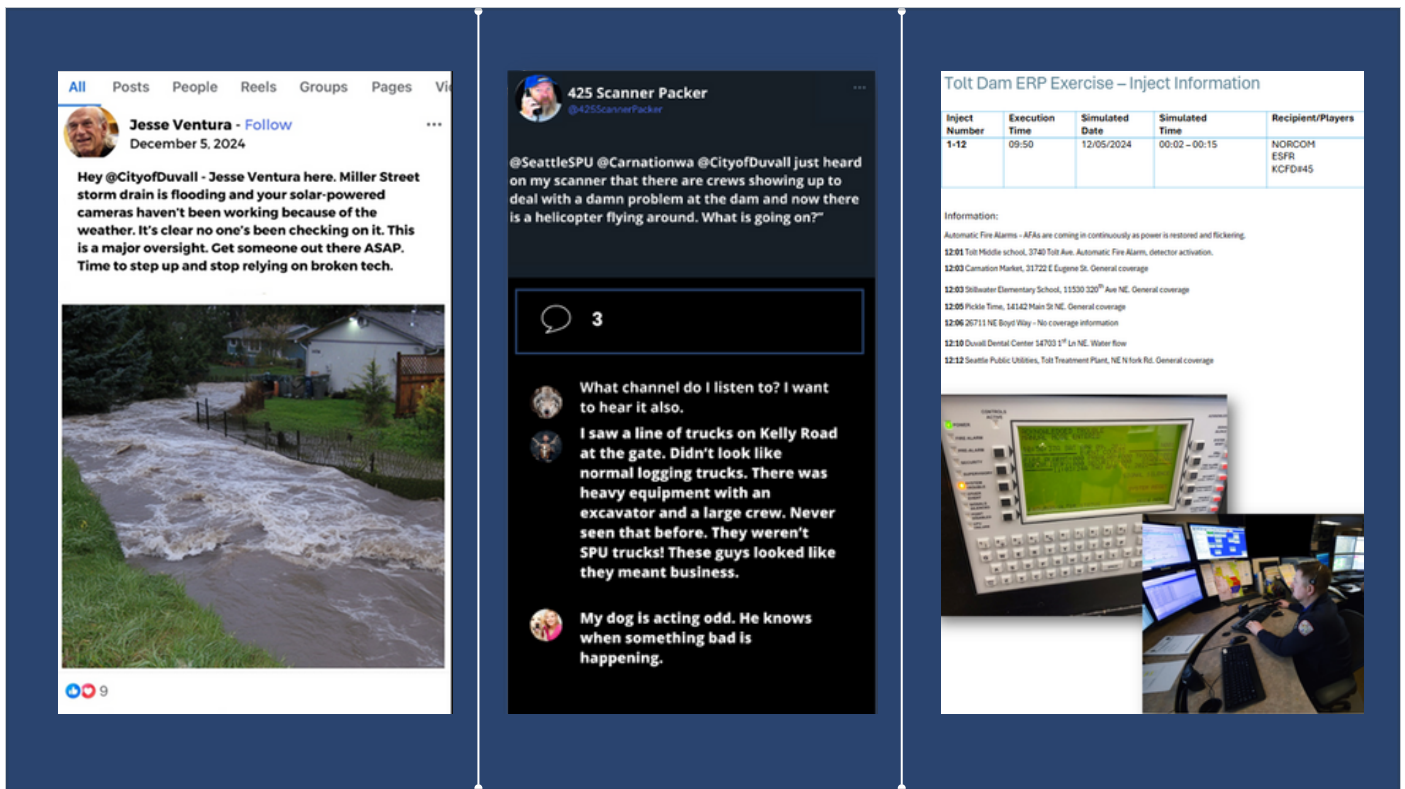 All Posts People Reels Groups Pages Vi
Jesse Ventura - Follow
December 5, 2024
Hey @CityofDuvall - Jesse Ventura here. Miller Street
storm drain is flooding and your solar-powered
cameras haven't been working because of the
weather. It's clear no one's been checking on it. This
is a major oversight. Get someone out there ASAP.
Time to step up and stop relying on broken tech.
9
425 Scanner Packer
@425ScannerPacker
@SeattleSPU @Carnationwa @CityofDuvall just heard
on my scanner that there are crews showing up to
deal with a damn problem at the dam and now there
is a helicopter flying around. What is going on?"
3
What channel do I listen to? I want
to hear it also.
I saw a line of trucks on Kelly Road
at the gate. Didn't look like
normal logging trucks. There was
heavy equipment with an
excavator and a large crew. Never
seen that before. They weren't
SPU trucks! These guys looked like
they meant business.
My dog is acting odd. He knows
when something bad is
happening.
Tolt Dam ERP Exercise – Inject Information
Inject Number Execution Time Simulated Date Simulated Time Recipient/Players
1-12 09:50 12/05/2024 00:02 – 00:15 NORCOM
ESFR
KCFD#45
Information:
Automatic Fire Alarms – AFAs are coming in continuously as power is restored and flickering.
12:01 Tolt Middle school, 3740 Tolt Ave. Automatic Fire Alarm, detector activation.
12:03 Carnation Market, 31722 E Eugene St. General coverage
12:03 Stillwater Elementary School, 11530 320th Ave NE. General coverage
12:05 Pickle Time, 14142 Main St NE. General coverage
12:06 26711 NE Boyd Way – No coverage information
12:10 Duvall Dental Center 14703 1st Ln NE. Water flow
12:12 Seattle Public Utilities, Tolt Treatment Plant, NE N fork Rd. General coverage
CONTROLS
ACTIVE
POWER
FIRE ALARM
PRE-ALARM
SECURITY
SUPERVISORY
SYSTEM
TROUBLE